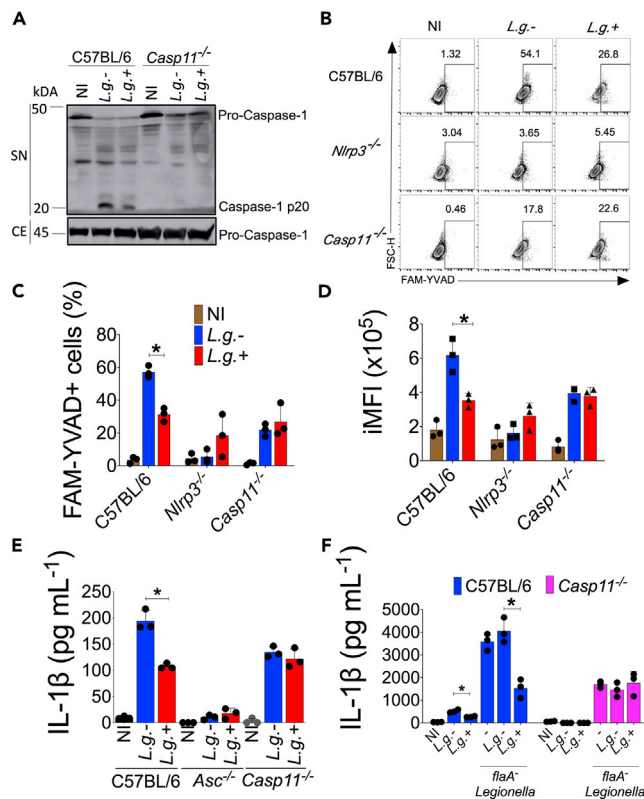 A
C57BL/6 Casp11-/-
kDA NI L.g.- L.g.+ NI L.g.- L.g.+
50 Pro-Caspase-1
SN
20 Caspase-1 p20
CE 45 Pro-Caspase-1
B
NI L.g.- L.g.+
C57BL/6 1.32 54.1 26.8
Nlrp3-/- 3.04 3.65 5.45
Casp11-/- 0.46 17.8 22.6
FSC-H
FAM-YVAD
C
FAM-YVAD+ cells (%)
NI
L.g.-
L.g.+
80
60
40
20
0
*
C57BL/6 Nlrp3-/- Casp11-/-
D
iMFI (x10⁵)
10
8
6
4
2
0
*
C57BL/6 Nlrp3-/- Casp11-/-
E
IL-1β (pg mL⁻¹)
250
200
150
100
50
0
*
NI L.g.- L.g.+
C57BL/6 Asc-/- Casp11-/-
F
C57BL/6 Casp11-/-
IL-1β (pg mL⁻¹)
5000
4000
3000
2000
1000
0
* *
NI L.g.- L.g.+ - L.g.- L.g.+ NI L.g.- L.g.+ - L.g.- L.g.+
flaA- flaA-
Legionella Legionella